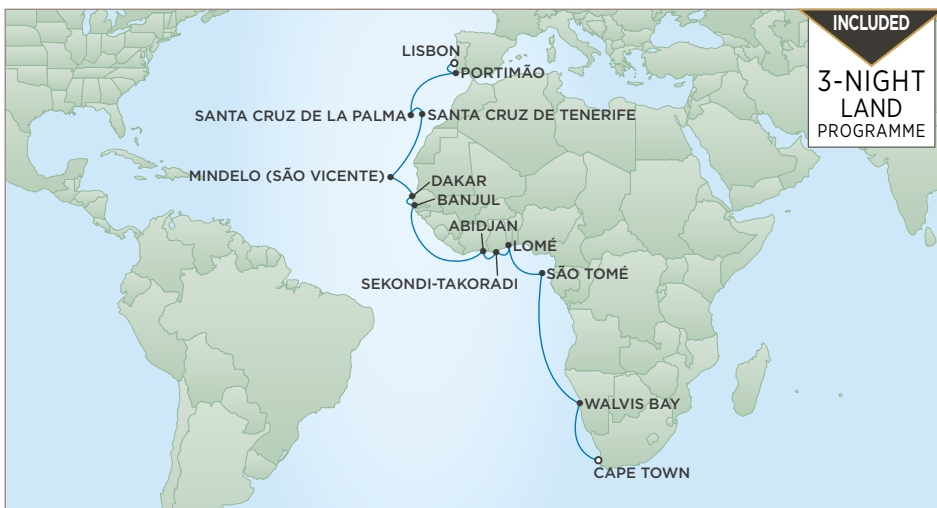 INCLUDED
3-NIGHT
LAND
PROGRAMME
LISBON
PORTIMÃO
SANTA CRUZ DE LA PALMA
SANTA CRUZ DE TENERIFE
MINDELO (SÃO VICENTE)
DAKAR
BANJUL
ABIDJAN
LOMÉ
SEKONDI-TAKORADI
SÃO TOMÉ
WALVIS BAY
CAPE TOWN